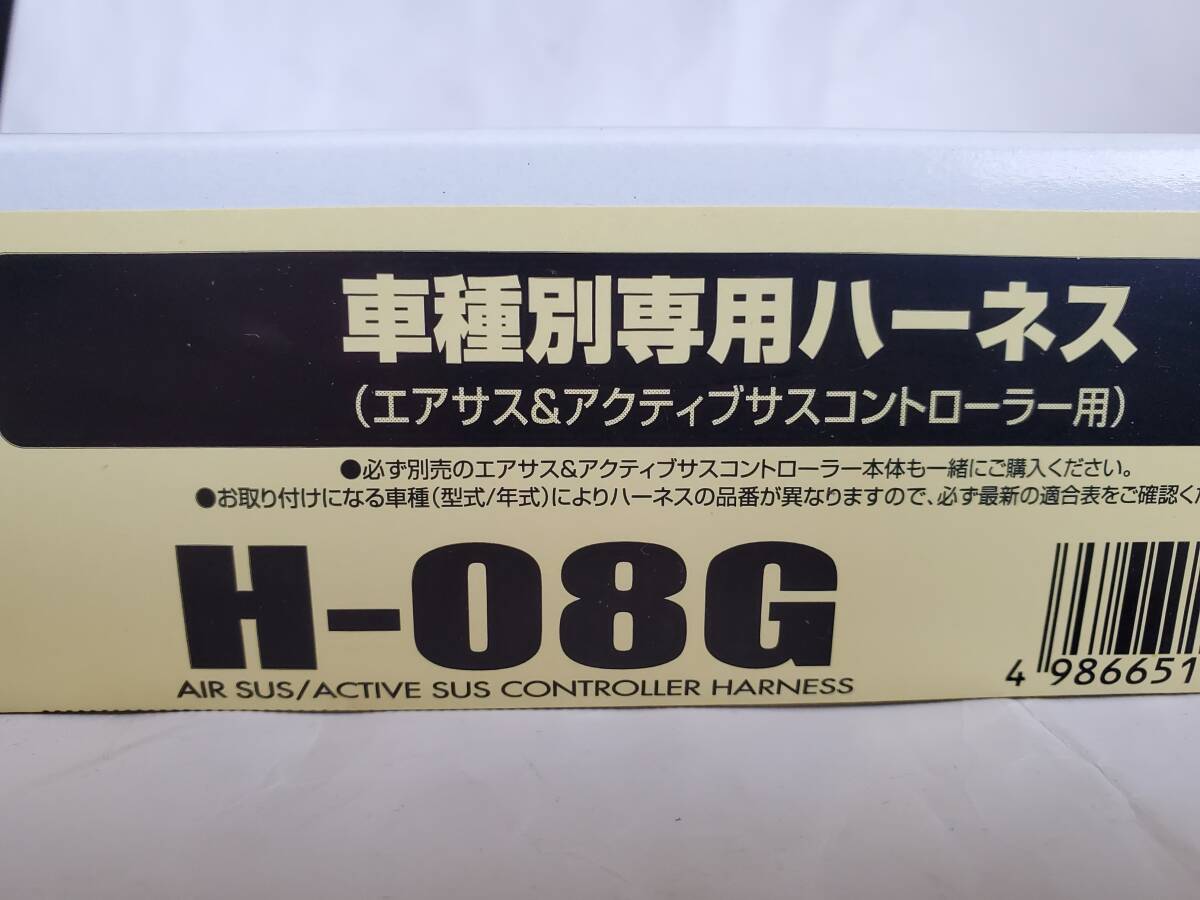 車種別専用ハーネス
(エアサス&アクティブサスコントローラー用)
●必ず別売のエアサス&アクティブサスコントローラー本体も一緒にご購入ください。
●お取り付けになる車種(型式/年式)によりハーネスの品番が異なりますので、必ず最新の適合表をご確認く
H-08G
AIR SUS/ACTIVE SUS CONTROLLER HARNESS
4 986651